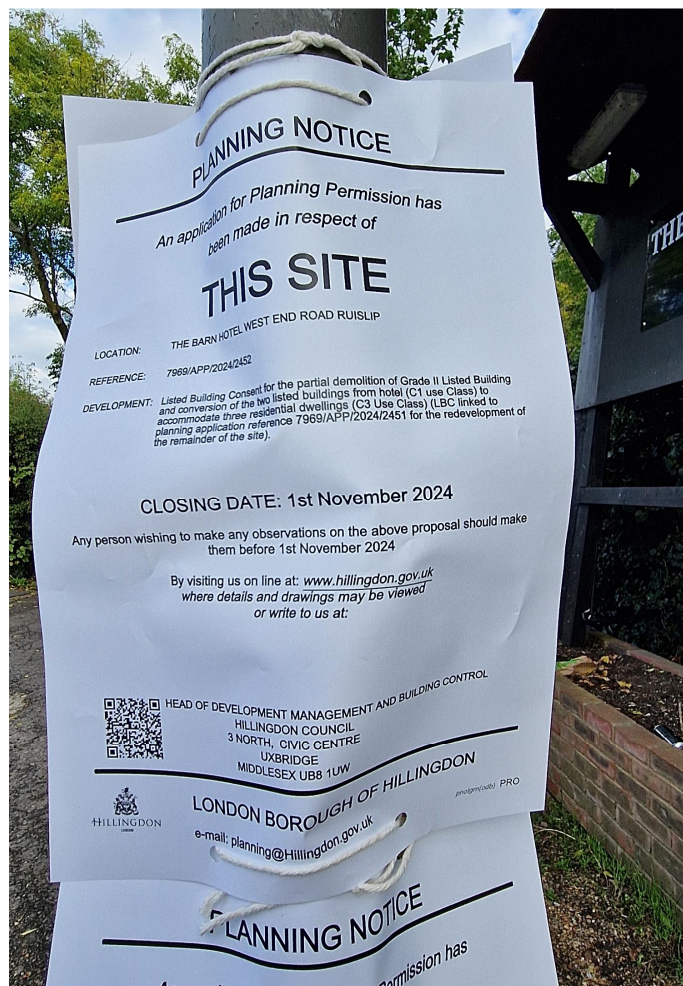 PLANNING NOTICE
An application for Planning Permission has
been made in respect of
THIS SITE
LOCATION: THE BARN HOTEL WEST END ROAD RUISLIP
REFERENCE: 7969/APP/2024/2452
DEVELOPMENT: Listed Building Consent for the partial demolition of Grade II Listed Building
and conversion of the two listed buildings from hotel (C1 use Class) to
accommodate three residential dwellings (C3 Use Class) (LBC linked to
planning application reference 7969/APP/2024/2451 for the redevelopment of
the remainder of the site).
CLOSING DATE: 1st November 2024
Any person wishing to make any observations on the above proposal should make
them before 1st November 2024
By visiting us on line at: www.hillingdon.gov.uk
where details and drawings may be viewed
or write to us at:
HEAD OF DEVELOPMENT MANAGEMENT AND BUILDING CONTROL
HILLINGDON COUNCIL
3 NORTH, CIVIC CENTRE
UXBRIDGE
MIDDLESEX UB8 1UW
LONDON BOROUGH OF HILLINGDON
e-mail: planning@Hillingdon.gov.uk
PRO
HILLINGDON
LONDON
PLANNING NOTICE
ermission has
THE